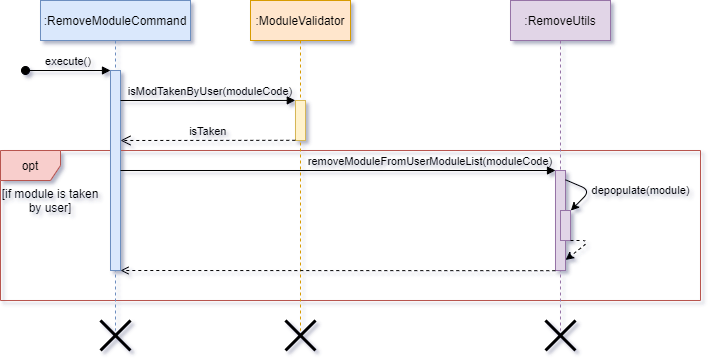 :RemoveModuleCommand
:ModuleValidator
:RemoveUtils
execute()
isModTakenByUser(moduleCode)
isTaken
opt
removeModuleFromUserModuleList(moduleCode)
[if module is taken
by user]
depopulate(module)